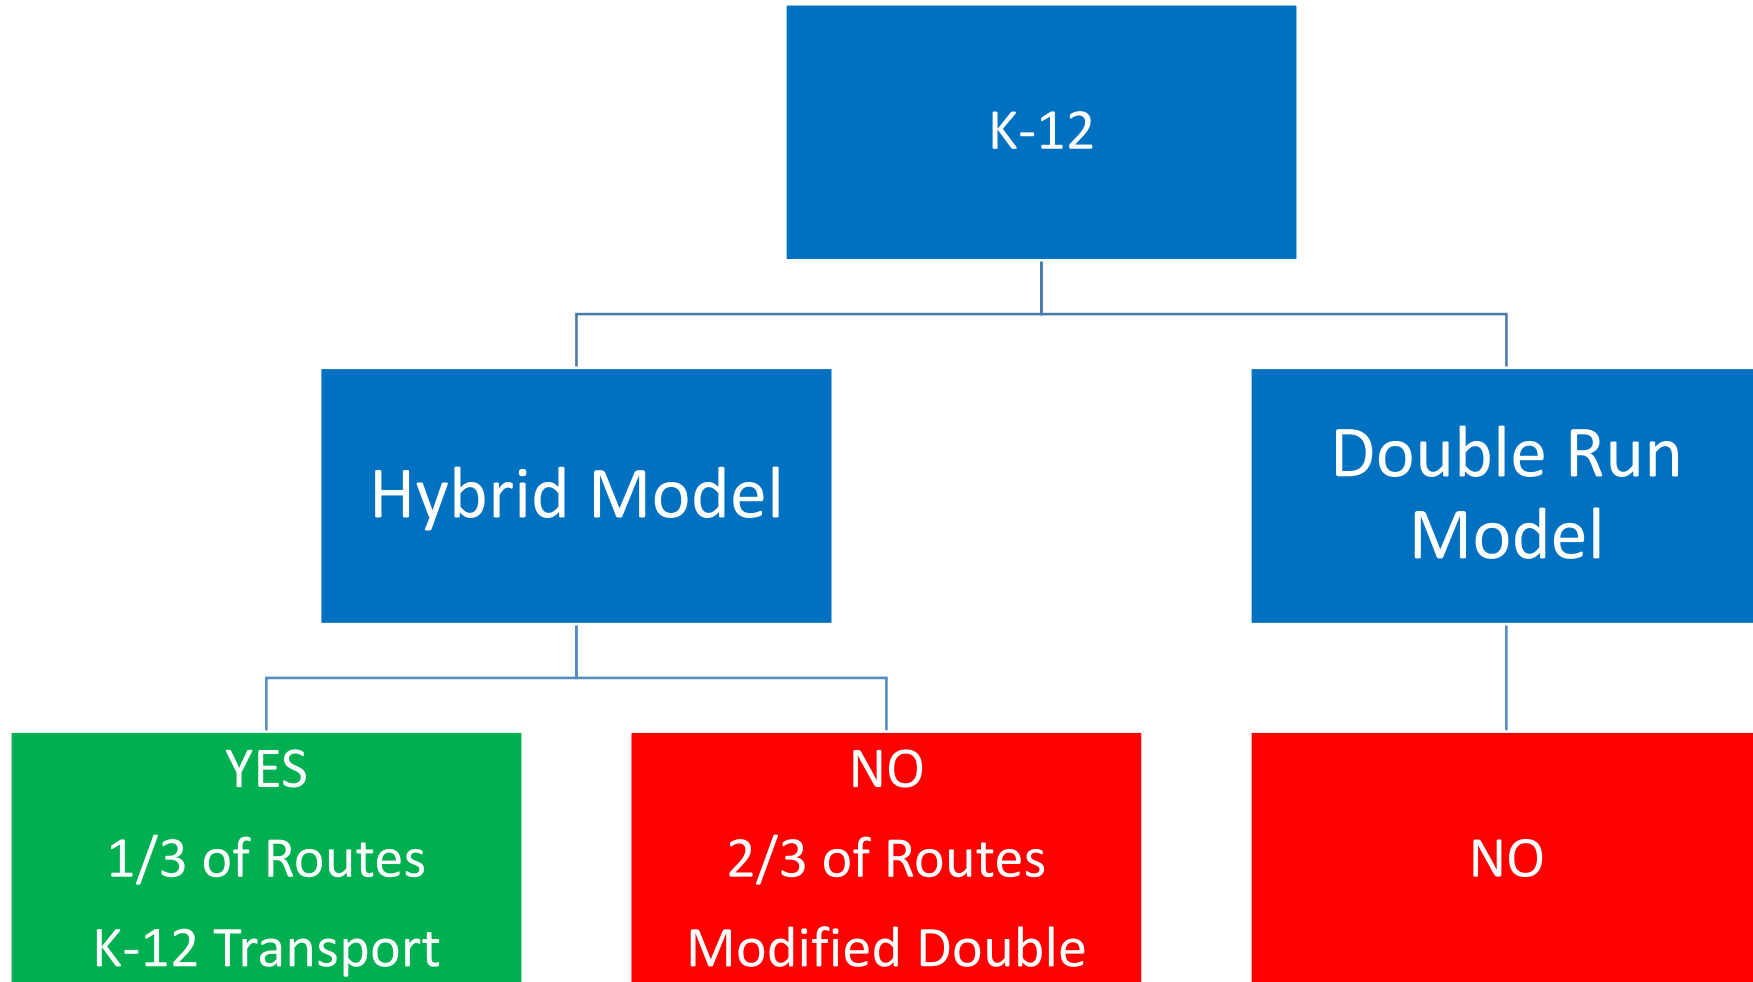 K-12
Hybrid Model
Double Run
Model
YES
1/3 of Routes
K-12 Transport
NO
2/3 of Routes
Modified Double
NO